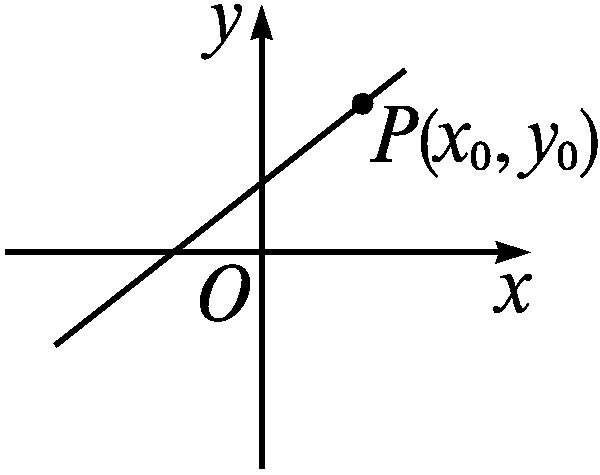 y
P(x₀, y₀)
O
x